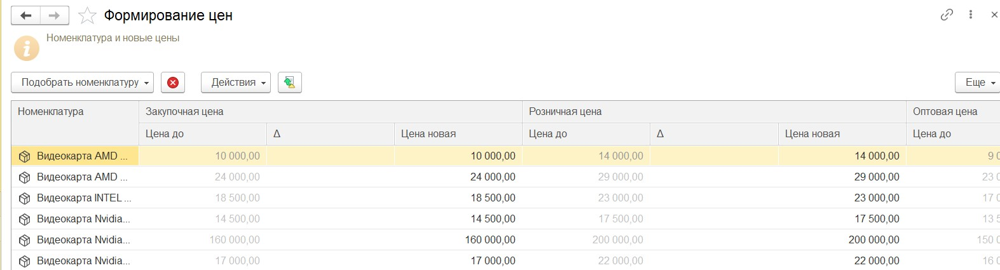 Формирование цен
Номенклатура и новые цены
Подобрать номенклатуру Действия Еще
Номенклатура Закупочная цена Розничная цена Оптовая цена
Цена до Δ Цена новая Цена до Δ Цена новая Цена до
Видеокарта AMD ... 10 000,00 10 000,00 14 000,00 14 000,00 9 0
Видеокарта AMD ... 24 000,00 24 000,00 29 000,00 29 000,00 23 0
Видеокарта INTEL ... 18 500,00 18 500,00 23 000,00 23 000,00 17 0
Видеокарта Nvidia... 14 500,00 14 500,00 17 500,00 17 500,00 13 5
Видеокарта Nvidia... 160 000,00 160 000,00 200 000,00 200 000,00 150 0
Видеокарта Nvidia... 17 000,00 17 000,00 22 000,00 22 000,00 16 0